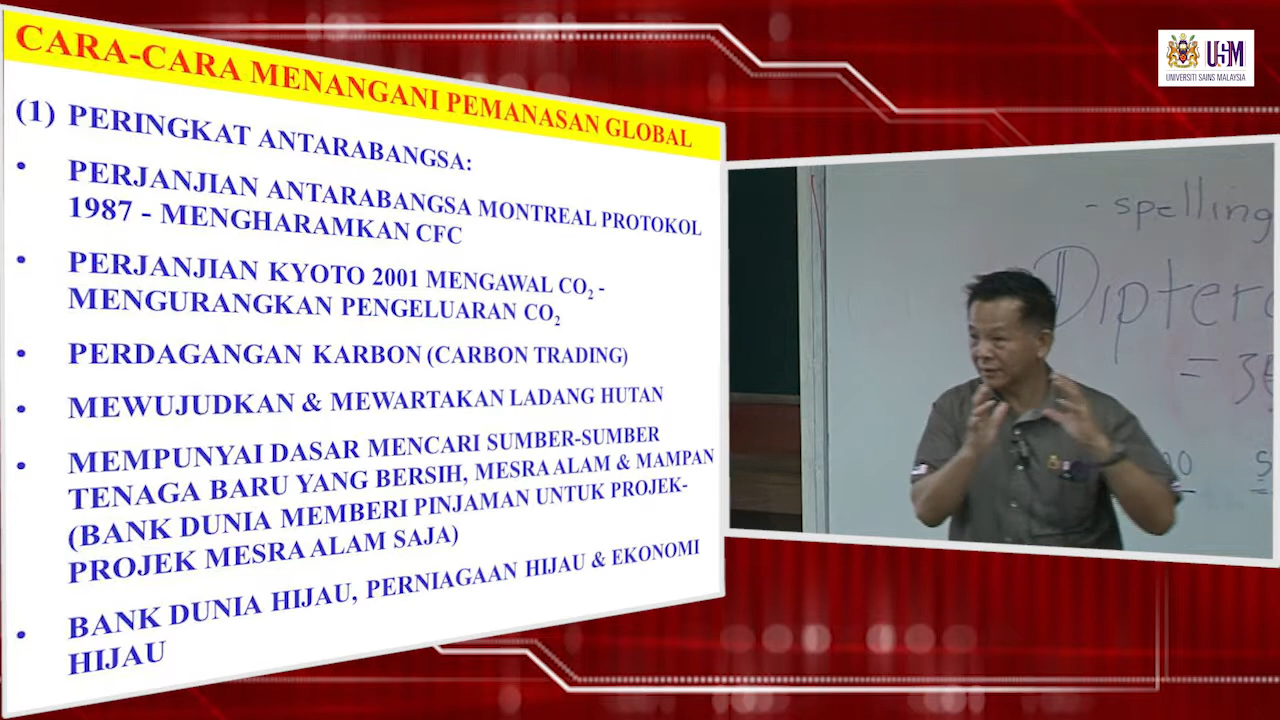 CARA-CARA MENANGANI PEMANASAN GLOBAL
(1) PERINGKAT ANTARABANGSA:
• PERJANJIAN ANTARABANGSA MONTREAL PROTOKOL
1987 - MENGHARAMKAN CFC
• PERJANJIAN KYOTO 2001 MENGAWAL CO₂ -
MENGURANGKAN PENGELUARAN CO₂
• PERDAGANGAN KARBON (CARBON TRADING)
• MEWUJUDKAN & MEWARTAKAN LADANG HUTAN
• MEMPUNYAI DASAR MENCARI SUMBER-SUMBER
TENAGA BARU YANG BERSIH, MESRA ALAM & MAMPAN
(BANK DUNIA MEMBERI PINJAMAN UNTUK PROJEK-
PROJEK MESRA ALAM SAJA)
• BANK DUNIA HIJAU, PERNIAGAAN HIJAU & EKONOMI
HIJAU
USM
UNIVERSITI SAINS MALAYSIA
- spelling
Diptero
=